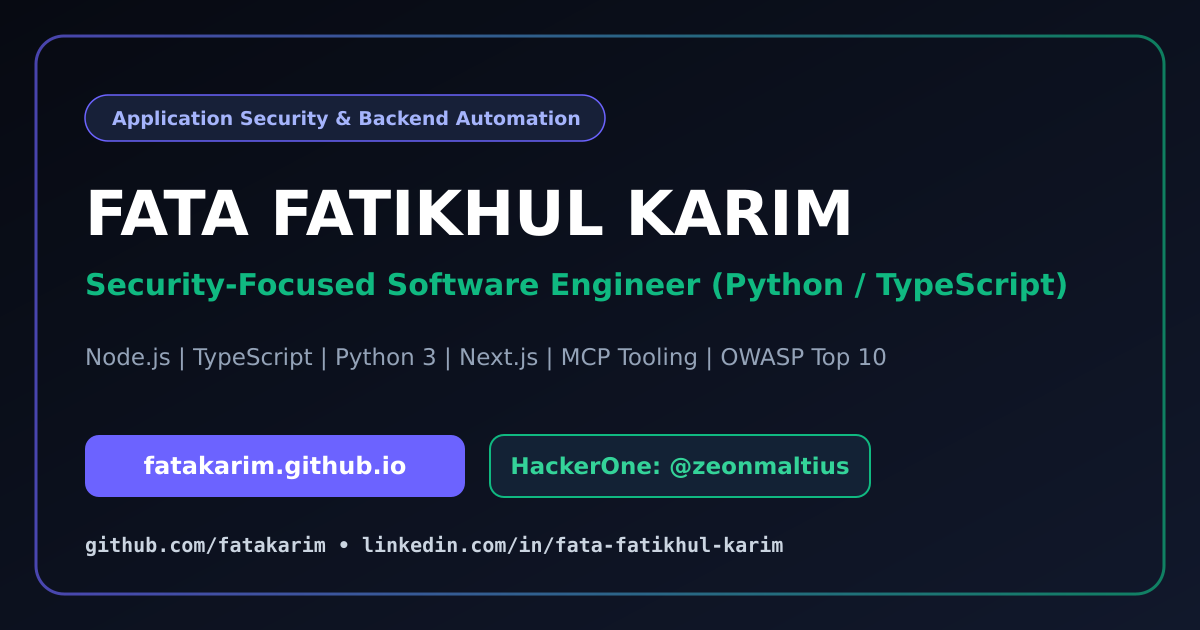 Application Security & Backend Automation
FATA FATIKHUL KARIM
Security-Focused Software Engineer (Python / TypeScript)
Node.js | TypeScript | Python 3 | Next.js | MCP Tooling | OWASP Top 10
fatakarim.github.io
HackerOne: @zeonmaltius
github.com/fatakarim • linkedin.com/in/fata-fatikhul-karim